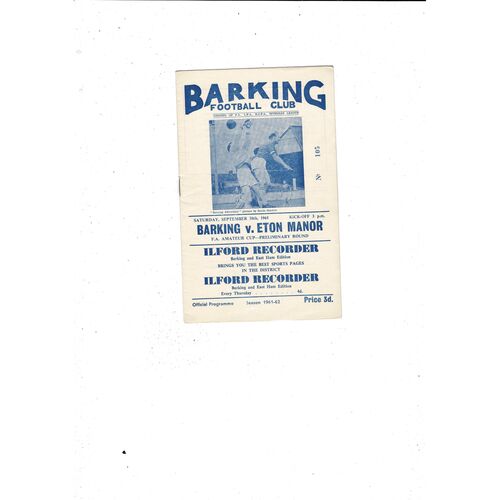 BARKING
FOOTBALL CLUB
Nº 105
SATURDAY, SEPTEMBER 30th, 1961 KICK-OFF 3 p.m.
BARKING v. ETON MANOR
F.A. AMATEUR CUP—PRELIMINARY ROUND
ILFORD RECORDER
Barking and East Ham Edition
BRINGS YOU THE BEST SPORTS PAGES
IN THE DISTRICT
ILFORD RECORDER
Barking and East Ham Edition
Every Thursday 4d.
Official Programme Season 1961-62 Price 3d.